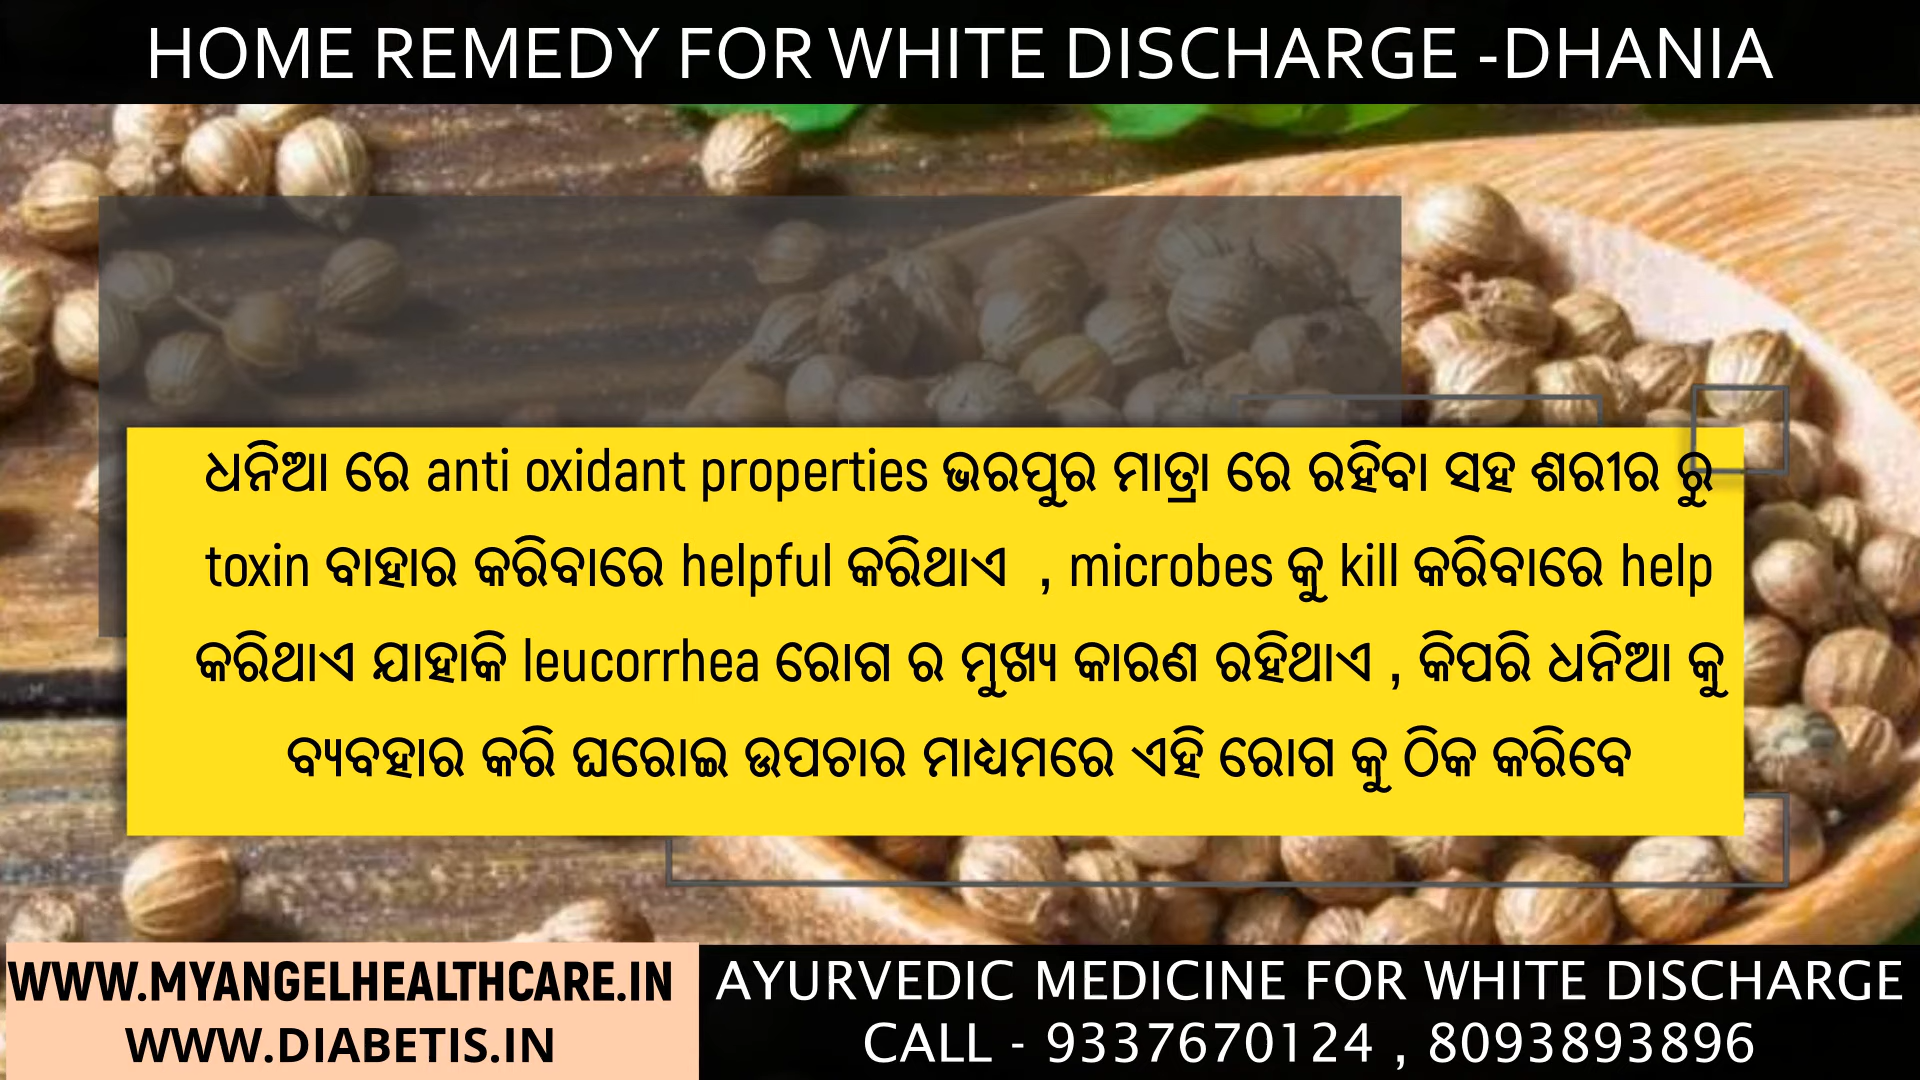 HOME REMEDY FOR WHITE DISCHARGE -DHANIA
ଧନିଆ ରେ anti oxidant properties ଭରପୁର ମାତ୍ରା ରେ ରହିବା ସହ ଶରୀର ରୁ
toxin ବାହାର କରିବାରେ helpful କରିଥାଏ , microbes କୁ kill କରିବାରେ help
କରିଥାଏ ଯାହାକି leucorrhea ରୋଗ ର ମୁଖ୍ୟ କାରଣ ରହିଥାଏ , କିପରି ଧନିଆ କୁ
ବ୍ୟବହାର କରି ଘରୋଇ ଉପଚାର ମାଧ୍ୟମରେ ଏହି ରୋଗ କୁ ଠିକ କରିବେ
WWW.MYANGELHEALTHCARE.IN
WWW.DIABETIS.IN
AYURVEDIC MEDICINE FOR WHITE DISCHARGE
CALL - 9337670124 , 8093893896